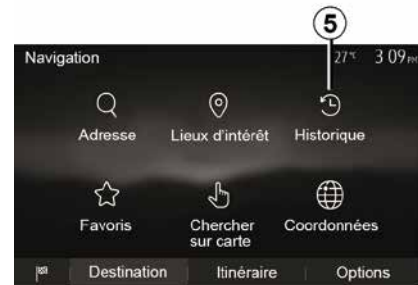 5
Navigation 27℃ 3 09 PM
Adresse Lieux d'intérêt Historique
Favoris Chercher sur carte Coordonnées
Destination Itinéraire Options